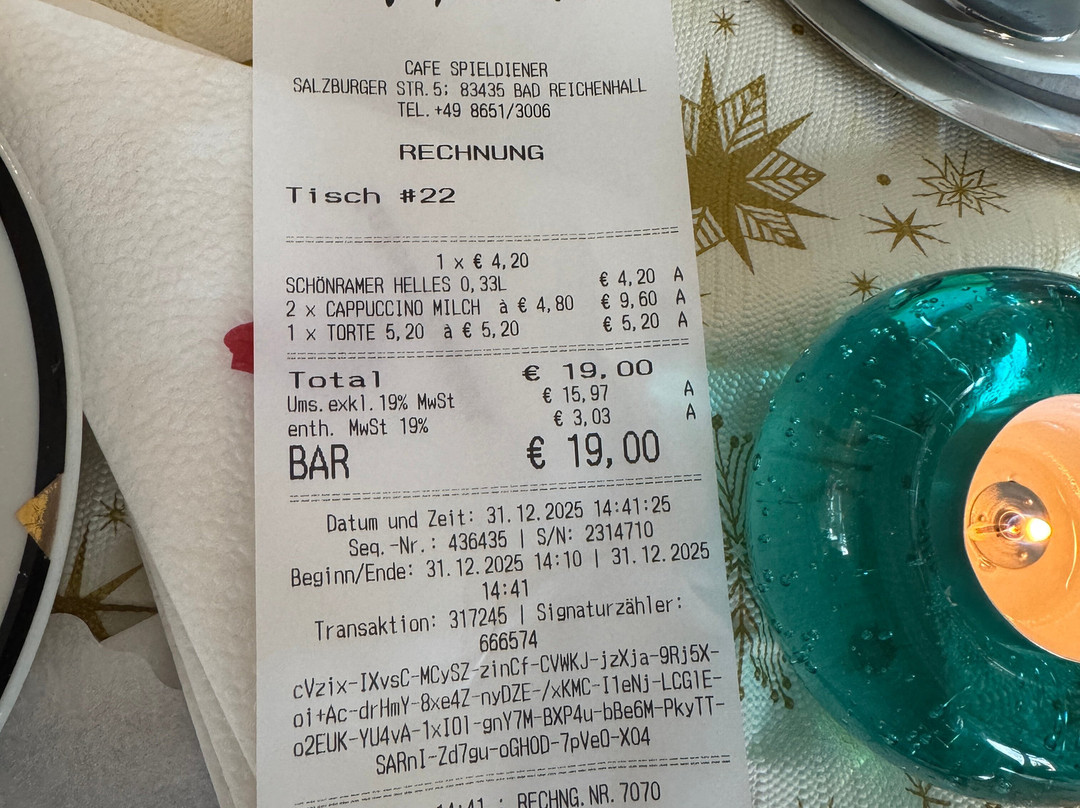 CAFE SPIELDIENER
SALZBURGER STR.5; 83435 BAD REICHENHALL
TEL.+49 8651/3006
RECHNUNG
Tisch #22
1 x € 4,20
SCHÖNRAMER HELLES 0,33L € 4,20 A
2 x CAPPUCCINO MILCH à € 4,80 € 9,60 A
1 x TORTE 5,20 à € 5,20 € 5,20 A
Total € 19,00
Ums.exkl.19% MwSt € 15,97 A
enth. MwSt 19% € 3,03 A
BAR € 19,00
Datum und Zeit: 31.12.2025 14:41:25
Seq.-Nr.: 436435 | S/N: 2314710
Beginn/Ende: 31.12.2025 14:10 | 31.12.2025
14:41
Transaktion: 317245 | Signaturzähler:
666574
cVzix-IXvsC-MCySZ-zinCf-CVWKJ-jzXja-9Rj5X-
oi+Ac-drHmY-8xe4Z-nyDZE-/xKMC-I1eNj-LCG1E-
o2EUK-YU4vA-1xIO1-gnY7M-BXP4u-bBe6M-PkyTT-
SARnI-Zd7gu-oGHOD-7pVeO-XO4
14:41 : RECHNG.NR. 7070